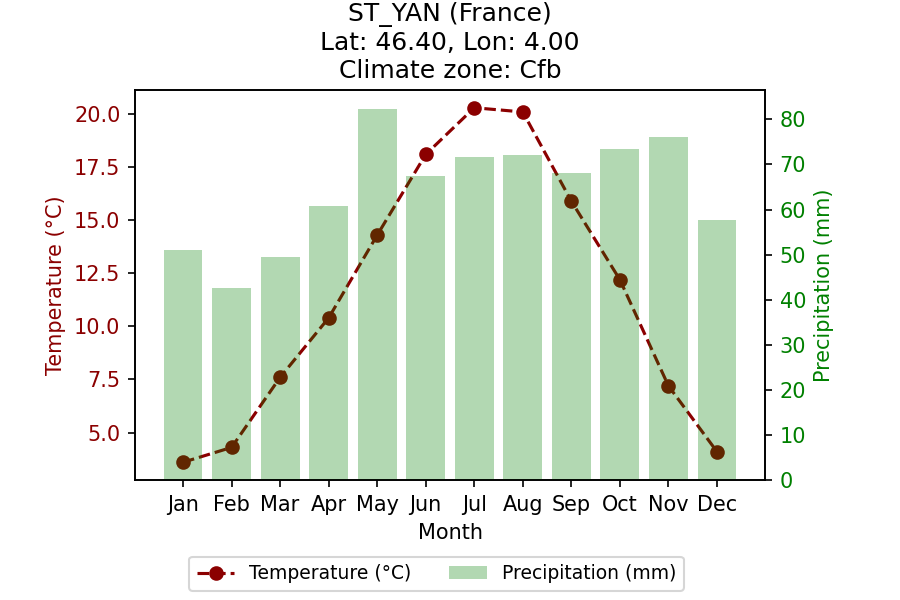 ST_YAN (France)
Lat: 46.40, Lon: 4.00
Climate zone: Cfb
20.0
17.5
15.0
12.5
10.0
7.5
5.0
Temperature (°C)
80
70
60
50
40
30
20
10
0
Precipitation (mm)
Jan Feb Mar Apr May Jun Jul Aug Sep Oct Nov Dec
Month
Temperature (°C) Precipitation (mm)